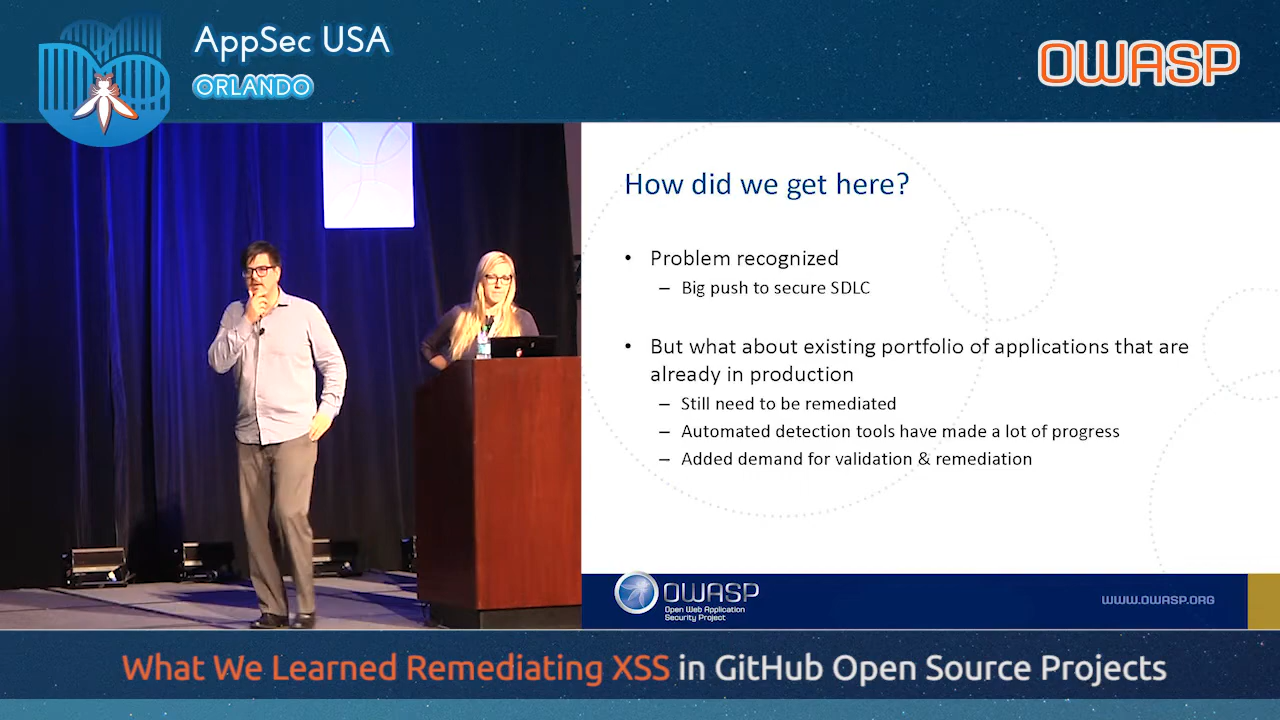 AppSec USA
ORLANDO
OWASP
How did we get here?
• Problem recognized
– Big push to secure SDLC
• But what about existing portfolio of applications that are
already in production
– Still need to be remediated
– Automated detection tools have made a lot of progress
– Added demand for validation & remediation
OWASP
Open Web Application
Security Project
WWW.OWASP.ORG
What We Learned Remediating XSS in GitHub Open Source Projects